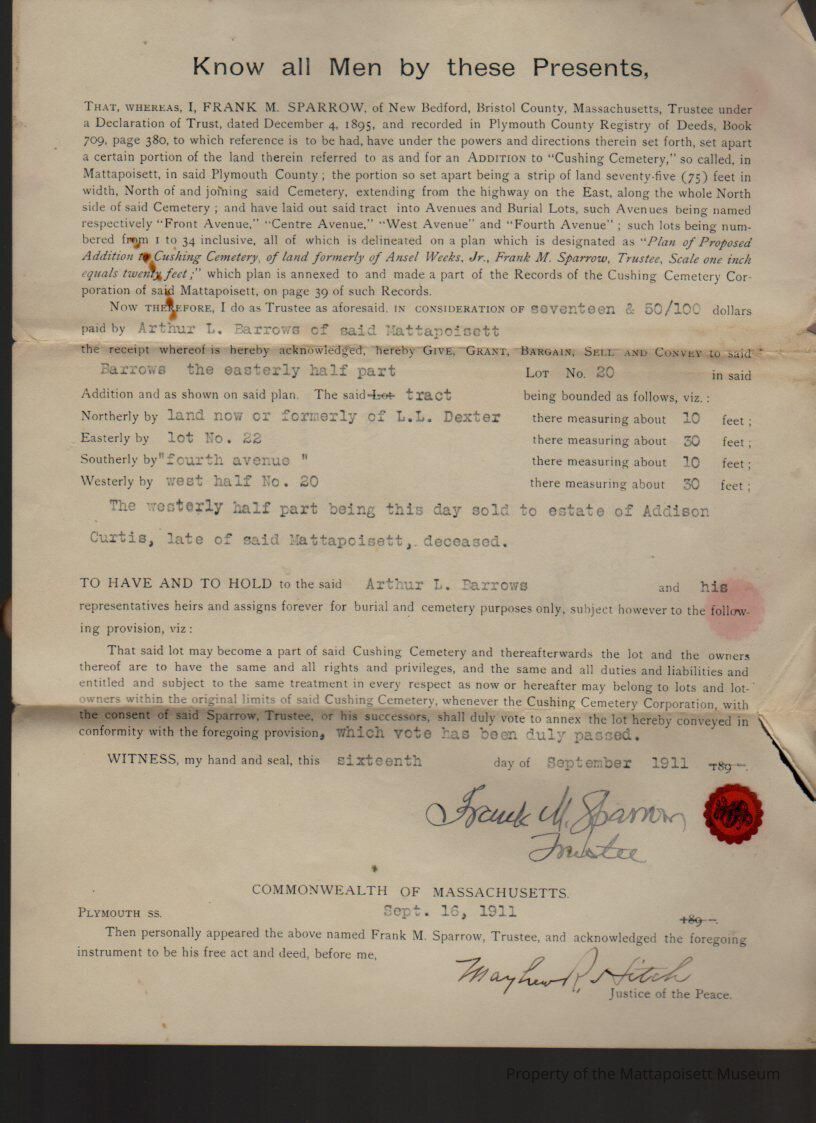 Know all Men by these Presents,
THAT, WHEREAS, I, FRANK M. SPARROW, of New Bedford, Bristol County, Massachusetts, Trustee under
a Declaration of Trust, dated December 4, 1895, and recorded in Plymouth County Registry of Deeds, Book
709, page 380, to which reference is to be had, have under the powers and directions therein set forth, set apart
a certain portion of the land therein referred to as and for an ADDITION to "Cushing Cemetery," so called, in
Mattapoisett, in said Plymouth County; the portion so set apart being a strip of land seventy-five (75) feet in
width, North of and joining said Cemetery, extending from the highway on the East, along the whole North
side of said Cemetery; and have laid out said tract into Avenues and Burial Lots, such Avenues being named
respectively "Front Avenue," "Centre Avenue," "West Avenue" and "Fourth Avenue"; such lots being num-
bered from 1 to 34 inclusive, all of which is delineated on a plan which is designated as "Plan of Proposed
Addition to Cushing Cemetery, of land formerly of Ansel Weeks, Jr., Frank M. Sparrow, Trustee, Scale one inch
equals twenty feet;" which plan is annexed to and made a part of the Records of the Cushing Cemetery Cor-
poration of said Mattapoisett, on page 39 of such Records.
NOW THEREFORE, I do as Trustee as aforesaid, IN CONSIDERATION OF seventeen & 50/100 dollars
paid by Arthur L. Barrows of said Mattapoisett
the receipt whereof is hereby acknowledged, hereby GIVE, GRANT, BARGAIN, SELL AND CONVEY to said
Barrows the easterly half part LOT No. 20 in said
Addition and as shown on said plan. The said Lot tract being bounded as follows, viz.:
Northerly by land now or formerly of L.L. Dexter there measuring about 10 feet;
Easterly by lot No. 22 there measuring about 30 feet;
Southerly by "fourth avenue " there measuring about 10 feet;
Westerly by west half No. 20 there measuring about 30 feet;
The westerly half part being this day sold to estate of Addison
Curtis, late of said Mattapoisett, deceased.
TO HAVE AND TO HOLD to the said Arthur L. Barrows and his
representatives heirs and assigns forever for burial and cemetery purposes only, subject however to the follow-
ing provision, viz:
That said lot may become a part of said Cushing Cemetery and thereafterwards the lot and the owners
thereof are to have the same and all rights and privileges, and the same and all duties and liabilities and
entitled and subject to the same treatment in every respect as now or hereafter may belong to lots and lot-
owners within the original limits of said Cushing Cemetery, whenever the Cushing Cemetery Corporation, with
the consent of said Sparrow, Trustee, or his successors, shall duly vote to annex the lot hereby conveyed in
conformity with the foregoing provision, which vote has been duly passed.
WITNESS, my hand and seal, this sixteenth day of September 1911 189 .
Frank M. Sparrow
Trustee
COMMONWEALTH OF MASSACHUSETTS.
PLYMOUTH SS. Sept. 16, 1911 189 .
Then personally appeared the above named Frank M. Sparrow, Trustee, and acknowledged the foregoing
instrument to be his free act and deed, before me,
Mayhew R. Hitch
Justice of the Peace.
Property of the Mattapoisett Museum